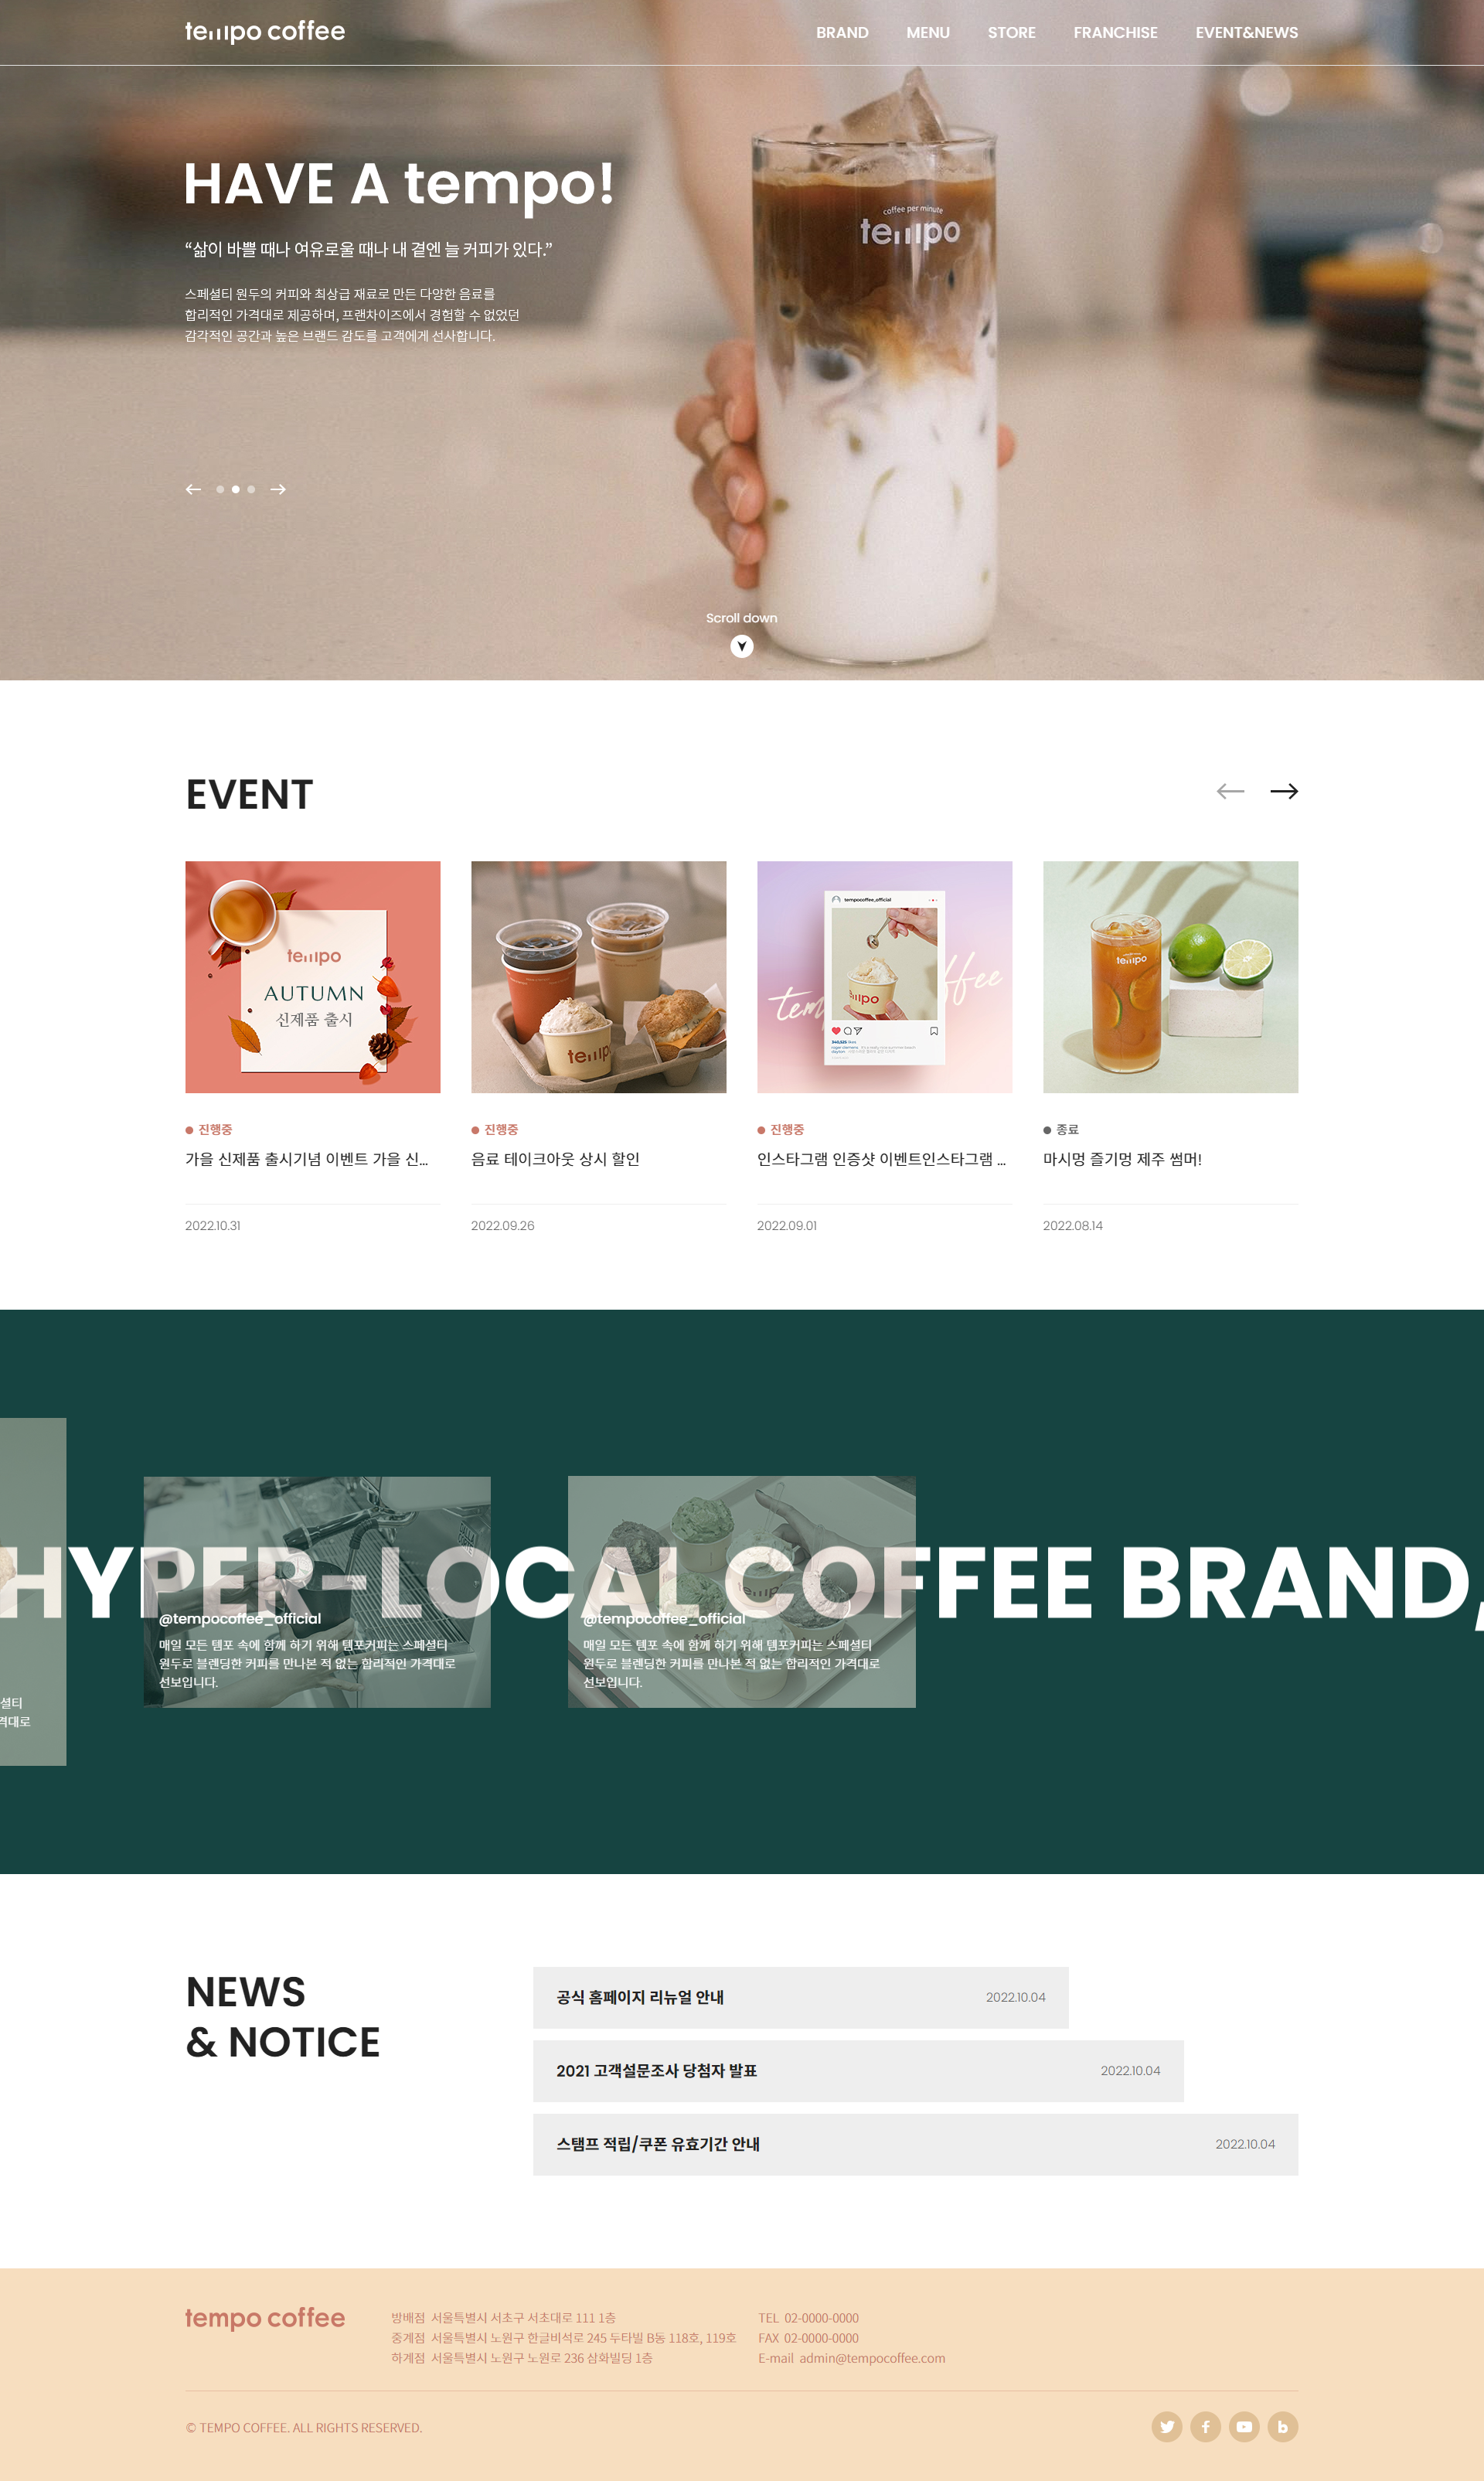 tempo coffee
BRAND MENU STORE FRANCHISE EVENT&NEWS
HAVE A tempo!
“삶이 바쁠 때나 여유로울 때나 내 곁엔 늘 커피가 있다.”
스페셜티 원두의 커피와 최상급 재료로 만든 다양한 음료를
합리적인 가격대로 제공하며, 프랜차이즈에서 경험할 수 없었던
감각적인 공간과 높은 브랜드 감도를 고객에게 선사합니다.
coffee per minute
tempo
Scroll down
EVENT
tempo
AUTUMN
신제품 출시
tempo
tempocoffee_official
tempo
진행중
가을 신제품 출시기념 이벤트 가을 신...
2022.10.31
진행중
음료 테이크아웃 상시 할인
2022.09.26
진행중
인스타그램 인증샷 이벤트인스타그램 ...
2022.09.01
종료
마시멍 즐기멍 제주 썸머!
2022.08.14
HYPER-LOCAL COFFEE BRAND,
셜티
격대로
@tempocoffee_official
매일 모든 템포 속에 함께 하기 위해 템포커피는 스페셜티
원두로 블렌딩한 커피를 만나본 적 없는 합리적인 가격대로
선보입니다.
@tempocoffee_official
매일 모든 템포 속에 함께 하기 위해 템포커피는 스페셜티
원두로 블렌딩한 커피를 만나본 적 없는 합리적인 가격대로
선보입니다.
NEWS
& NOTICE
공식 홈페이지 리뉴얼 안내 2022.10.04
2021 고객설문조사 당첨자 발표 2022.10.04
스탬프 적립/쿠폰 유효기간 안내 2022.10.04
tempo coffee
방배점 서울특별시 서초구 서초대로 111 1층
중계점 서울특별시 노원구 한글비석로 245 두타빌 B동 118호, 119호
하계점 서울특별시 노원구 노원로 236 삼화빌딩 1층
TEL 02-0000-0000
FAX 02-0000-0000
E-mail admin@tempocoffee.com
© TEMPO COFFEE. ALL RIGHTS RESERVED.